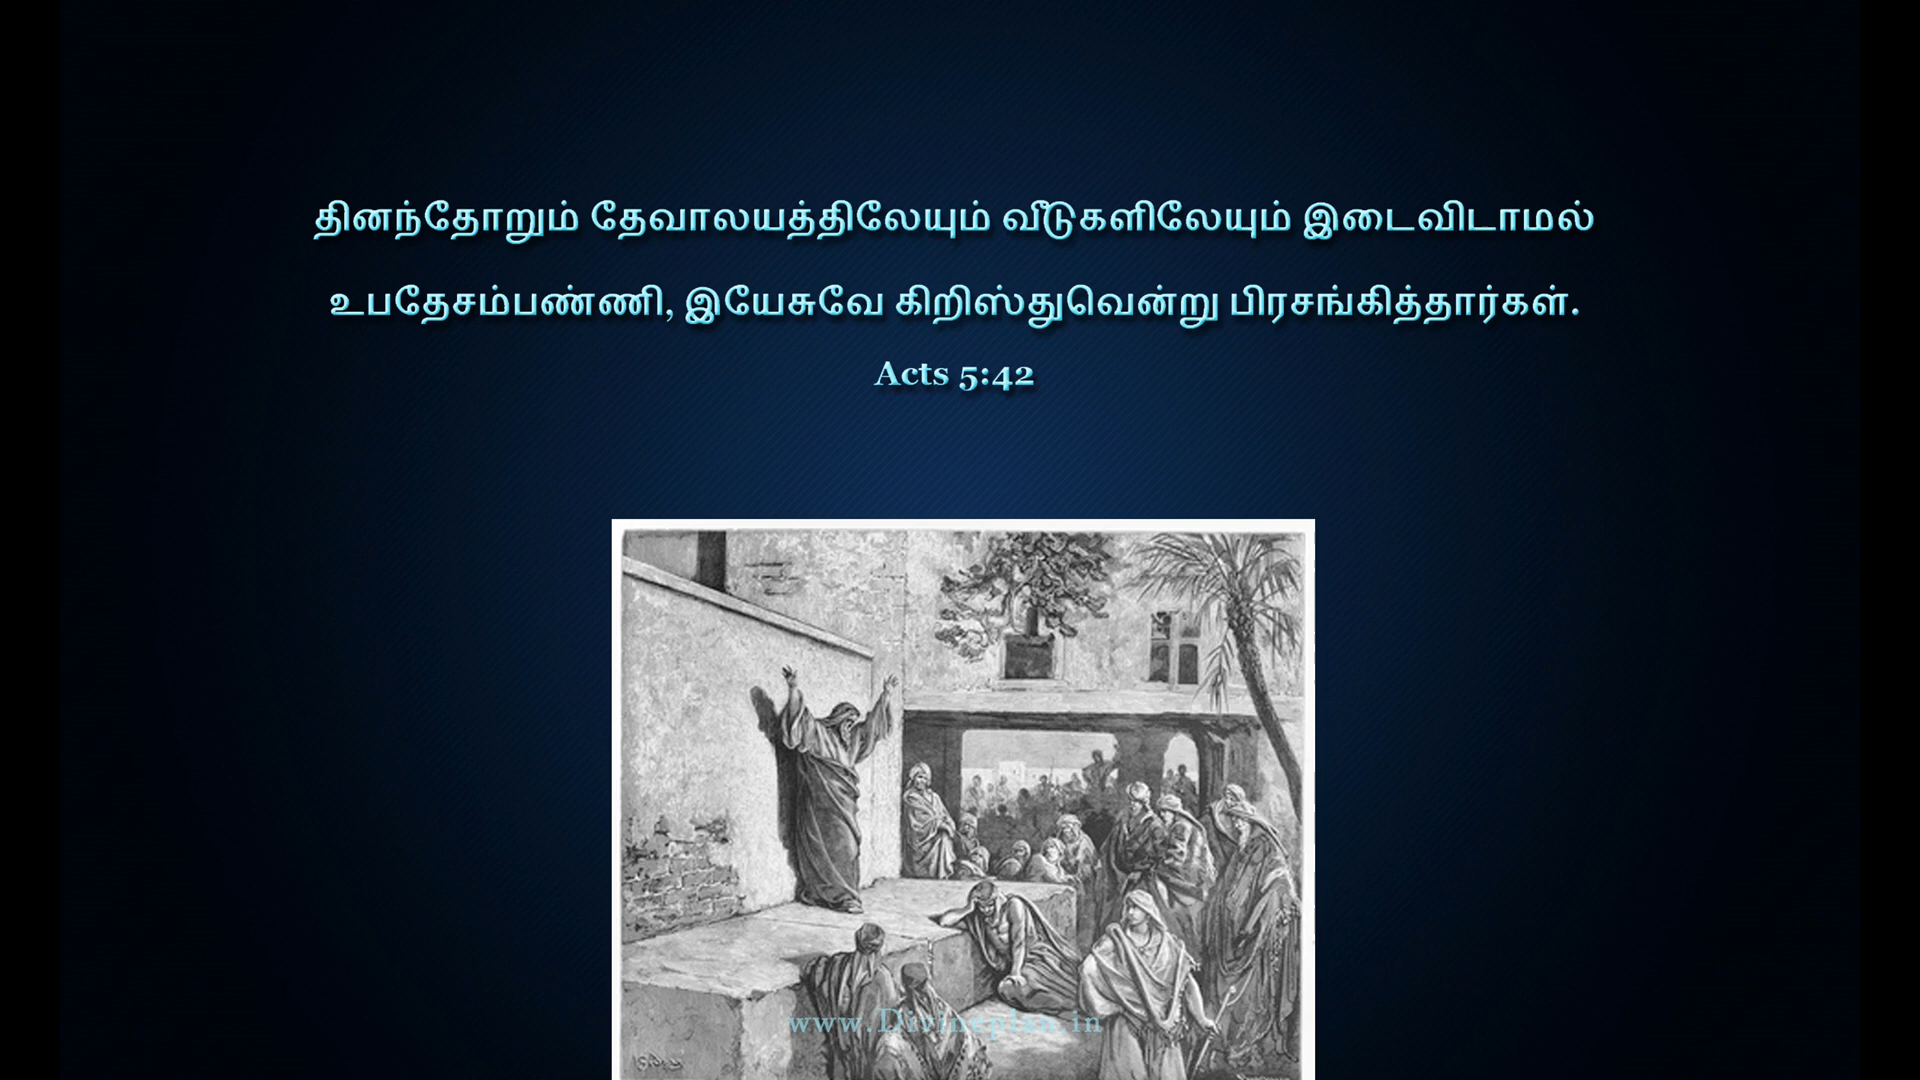 தினந்தோறும் தேவாலயத்திலேயும் வீடுகளிலேயும் இடைவிடாமல்
உபதேசம்பண்ணி, இயேசுவே கிறிஸ்துவென்று பிரசங்கித்தார்கள்.
Acts 5:42
www.Divineplan.in